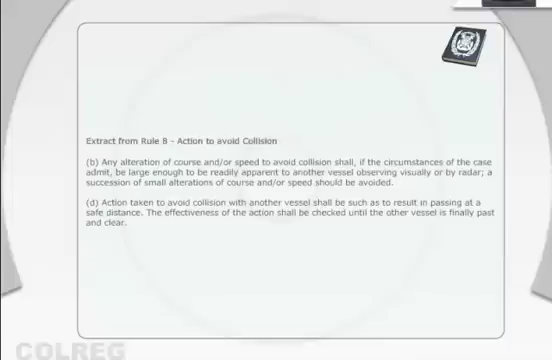 Extract from Rule 8 - Action to avoid Collision
(b) Any alteration of course and/or speed to avoid collision shall, if the circumstances of the case
admit, be large enough to be readily apparent to another vessel observing visually or by radar; a
succession of small alterations of course and/or speed should be avoided.
(d) Action taken to avoid collision with another vessel shall be such as to result in passing at a
safe distance. The effectiveness of the action shall be checked until the other vessel is finally past
and clear.
COLREG